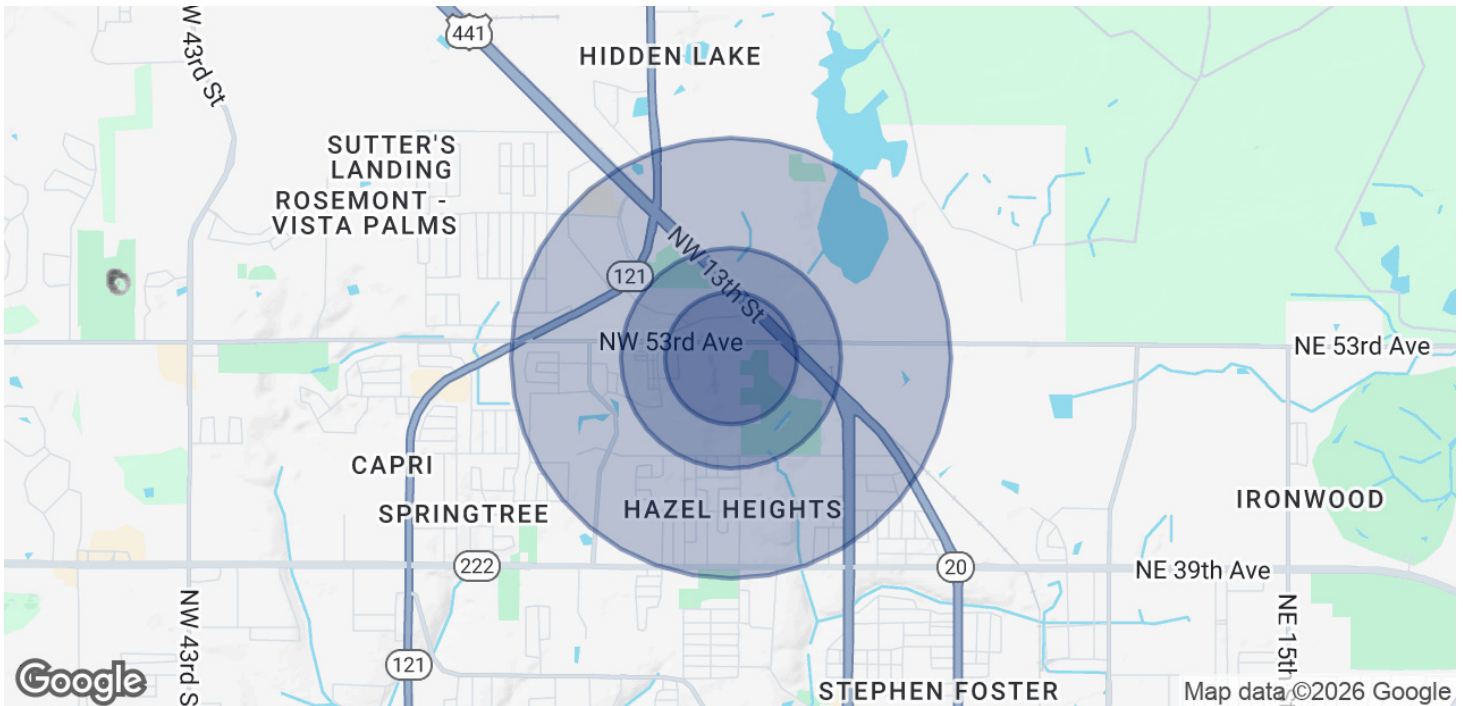 NW 43rd St
441
HIDDEN LAKE
SUTTER'S
LANDING
ROSEMONT -
VISTA PALMS
NW 13th St
121
NW 53rd Ave
NE 53rd Ave
CAPRI
SPRINGTREE
HAZEL HEIGHTS
IRONWOOD
222
20
NE 39th Ave
NW 43rd S
NE 15th
121
STEPHEN FOSTER
Google
Map data ©2026 Google